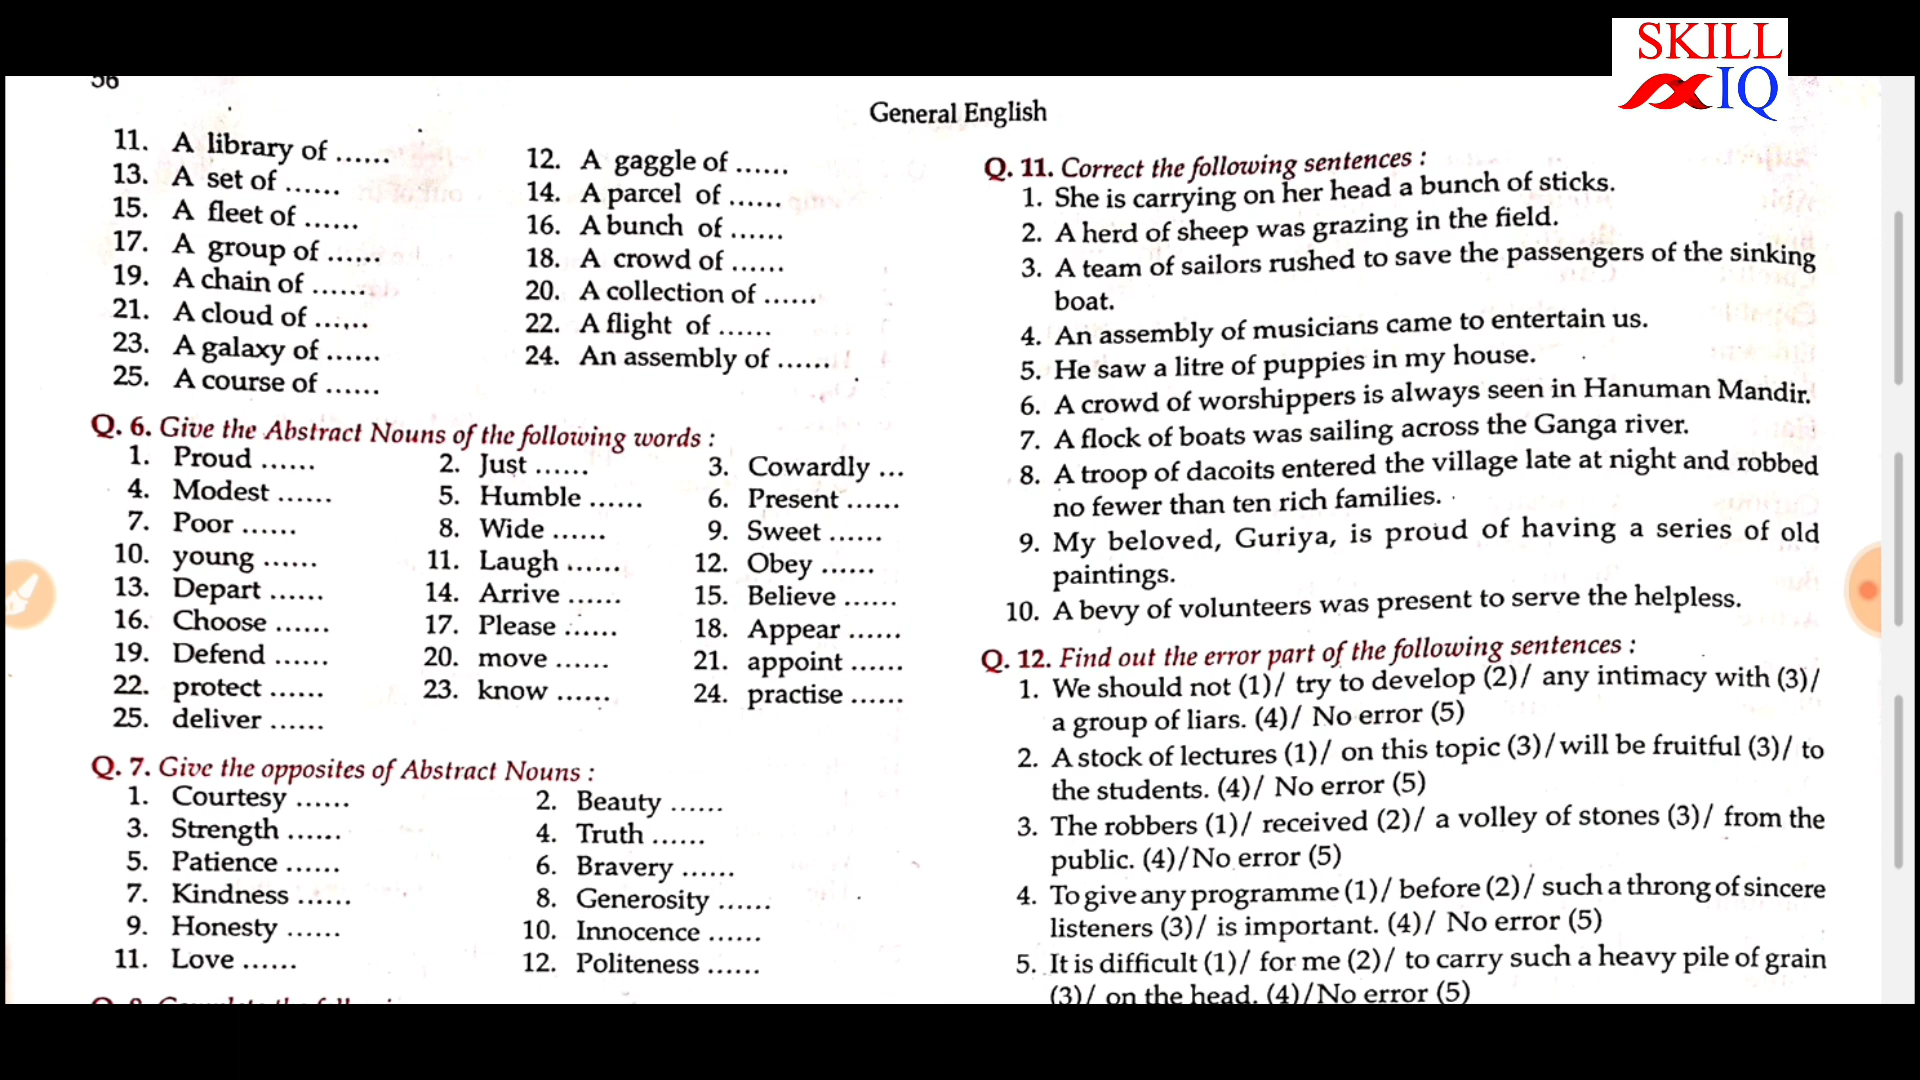 SKILL
IQ
56
General English
11. A library of ......
12. A gaggle of ......
13. A set of ......
14. A parcel of ......
15. A fleet of ......
16. A bunch of ......
17. A group of ......
18. A crowd of ......
19. A chain of ......
20. A collection of ......
21. A cloud of ......
22. A flight of ......
23. A galaxy of ......
24. An assembly of ......
25. A course of ......
Q. 6. Give the Abstract Nouns of the following words :
1. Proud ...... 2. Just ...... 3. Cowardly ...
4. Modest ...... 5. Humble ...... 6. Present ......
7. Poor ...... 8. Wide ...... 9. Sweet ......
10. young ...... 11. Laugh ...... 12. Obey ......
13. Depart ...... 14. Arrive ...... 15. Believe ......
16. Choose ...... 17. Please ...... 18. Appear ......
19. Defend ...... 20. move ...... 21. appoint ......
22. protect ...... 23. know ...... 24. practise ......
25. deliver ......
Q. 7. Give the opposites of Abstract Nouns :
1. Courtesy ...... 2. Beauty ......
3. Strength ...... 4. Truth ......
5. Patience ...... 6. Bravery ......
7. Kindness ...... 8. Generosity ......
9. Honesty ...... 10. Innocence ......
11. Love ...... 12. Politeness ......
Q. 11. Correct the following sentences :
1. She is carrying on her head a bunch of sticks.
2. A herd of sheep was grazing in the field.
3. A team of sailors rushed to save the passengers of the sinking
boat.
4. An assembly of musicians came to entertain us.
5. He saw a litre of puppies in my house.
6. A crowd of worshippers is always seen in Hanuman Mandir.
7. A flock of boats was sailing across the Ganga river.
8. A troop of dacoits entered the village late at night and robbed
no fewer than ten rich families.
9. My beloved, Guriya, is proud of having a series of old
paintings.
10. A bevy of volunteers was present to serve the helpless.
Q. 12. Find out the error part of the following sentences :
1. We should not (1)/ try to develop (2)/ any intimacy with (3)/
a group of liars. (4)/ No error (5)
2. A stock of lectures (1)/ on this topic (3)/will be fruitful (3)/ to
the students. (4)/ No error (5)
3. The robbers (1)/ received (2)/ a volley of stones (3)/ from the
public. (4)/No error (5)
4. To give any programme (1)/ before (2)/ such a throng of sincere
listeners (3)/ is important. (4)/ No error (5)
5. It is difficult (1)/ for me (2)/ to carry such a heavy pile of grain
(3)/ on the head. (4)/No error (5)